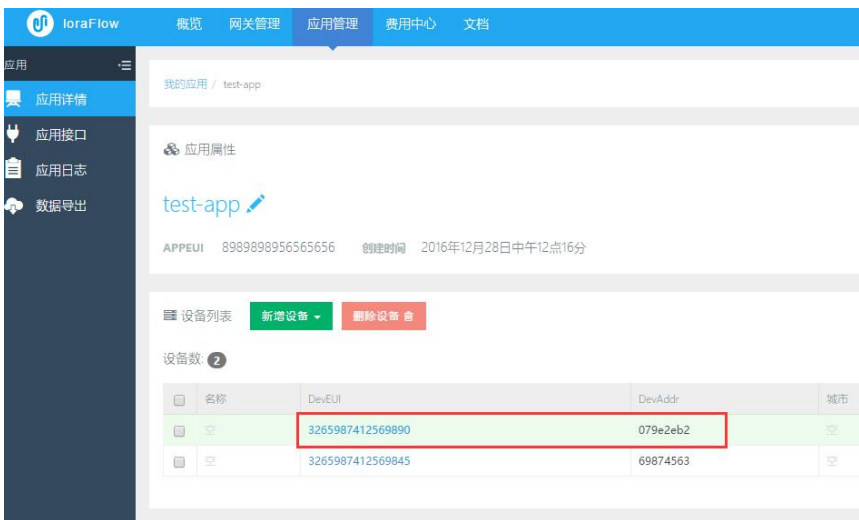 loraFlow 概览 网关管理 应用管理 费用中心 文档
应用
应用详情
应用接口
应用日志
数据导出
我的应用 / test-app
应用属性
test-app
APPEUI 8989898956565656 创建时间 2016年12月28日中午12点16分
设备列表 新增设备 删除设备
设备数: 2
名称 DevEUI DevAddr 城市
空 3265987412569890 079e2eb2 空
空 3265987412569845 69874563 空